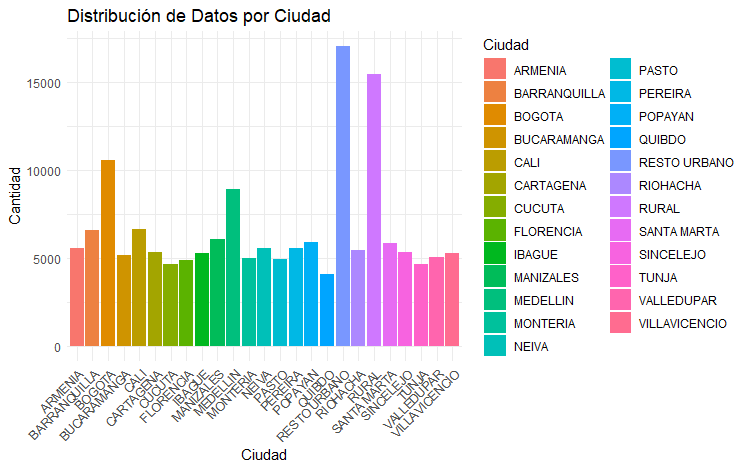 Distribución de Datos por Ciudad
Cantidad
15000
10000
5000
0
ARMENIA
BARRANQUILLA
BOGOTA
BUCARAMANGA
CALI
CARTAGENA
CUCUTA
FLORENCIA
IBAGUE
MANIZALES
MEDELLIN
MONTERIA
NEIVA
PASTO
PEREIRA
POPAYAN
QUIBDO
RESTO URBANO
RIOHACHA
RURAL
SANTA MARTA
SINCELEJO
TUNJA
VALLEDUPAR
VILLAVICENCIO
Ciudad
Ciudad
ARMENIA
BARRANQUILLA
BOGOTA
BUCARAMANGA
CALI
CARTAGENA
CUCUTA
FLORENCIA
IBAGUE
MANIZALES
MEDELLIN
MONTERIA
NEIVA
PASTO
PEREIRA
POPAYAN
QUIBDO
RESTO URBANO
RIOHACHA
RURAL
SANTA MARTA
SINCELEJO
TUNJA
VALLEDUPAR
VILLAVICENCIO